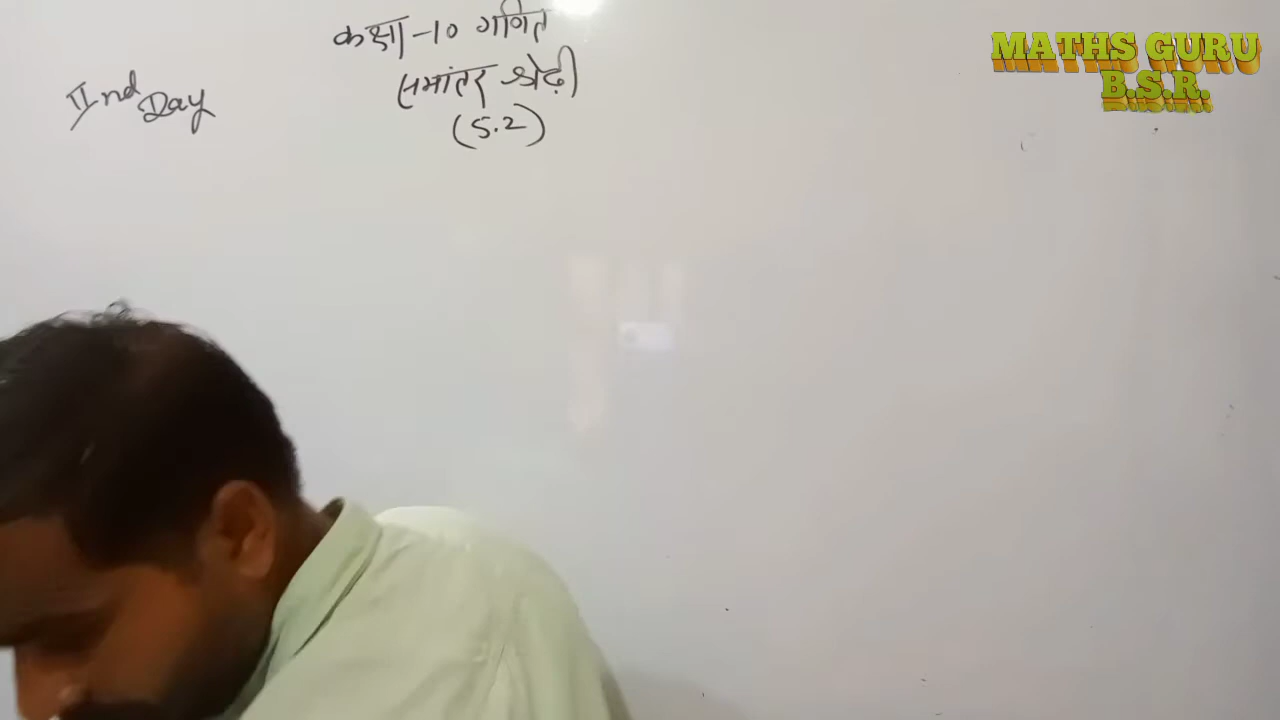 कक्षा-10 गणित
समांतर श्रेढ़ी
(5.2)
IInd Day
MATHS GURU
B.S.R.